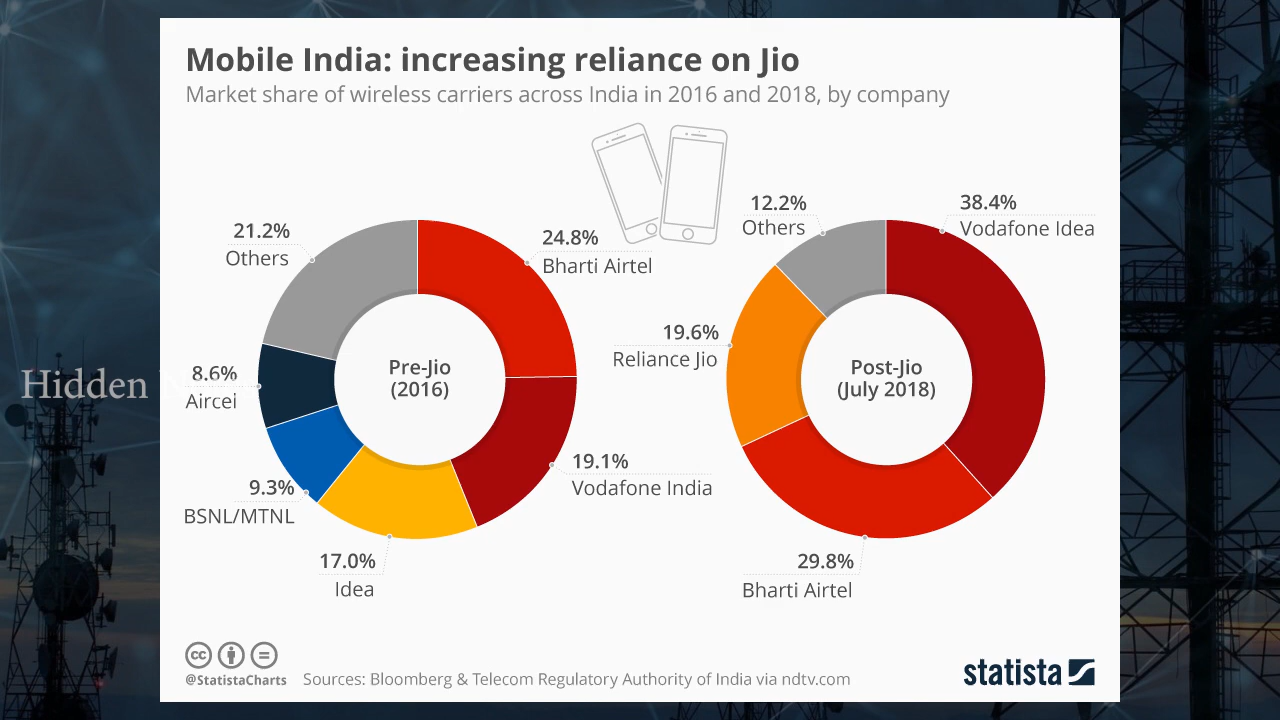 Mobile India: increasing reliance on Jio
Market share of wireless carriers across India in 2016 and 2018, by company
21.2%
Others
24.8%
Bharti Airtel
8.6%
Aircei
Pre-Jio
(2016)
19.1%
Vodafone India
9.3%
BSNL/MTNL
17.0%
Idea
12.2%
Others
38.4%
Vodafone Idea
19.6%
Reliance Jio
Post-Jio
(July 2018)
29.8%
Bharti Airtel
Hidden
cc
@StatistaCharts
Sources: Bloomberg & Telecom Regulatory Authority of India via ndtv.com
statista